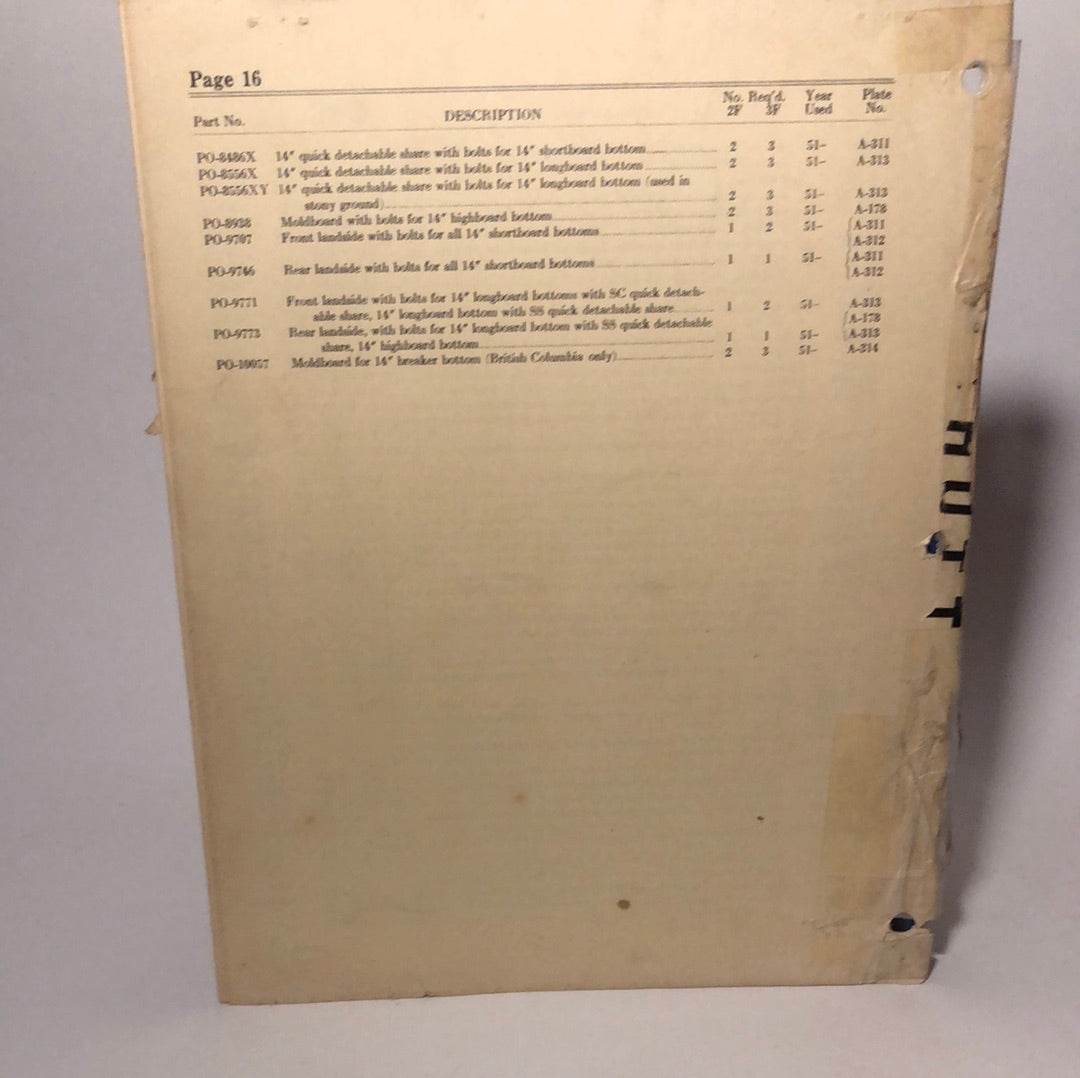 Page 16
Part No. DESCRIPTION No. Req'd. Year Plate
2F 3F Used No.
PO-8486X 14" quick detachable share with bolts for 14" shortboard bottom 2 3 51- A-311
PO-8556X 14" quick detachable share with bolts for 14" longboard bottom 2 3 51- A-313
PO-8556XY 14" quick detachable share with bolts for 14" longboard bottom (used in
stony ground) 2 3 51- A-313
PO-8938 Moldboard with bolts for 14" highboard bottom 2 3 51- A-178
PO-9707 Front landside with bolts for all 14" shortboard bottoms 1 2 51- A-311
A-312
PO-9746 Rear landside with bolts for all 14" shortboard bottoms 1 1 51- A-311
A-312
PO-9771 Front landside with bolts for 14" longboard bottoms with SC quick detach-
able share, 14" longboard bottom with SS quick detachable share 1 2 51- A-313
PO-9773 Rear landside, with bolts for 14" longboard bottom with SS quick detachable A-178
share, 14" highboard bottom 1 1 51- A-313
PO-10057 Moldboard for 14" breaker bottom (British Columbia only) 2 3 51- A-314
UTT